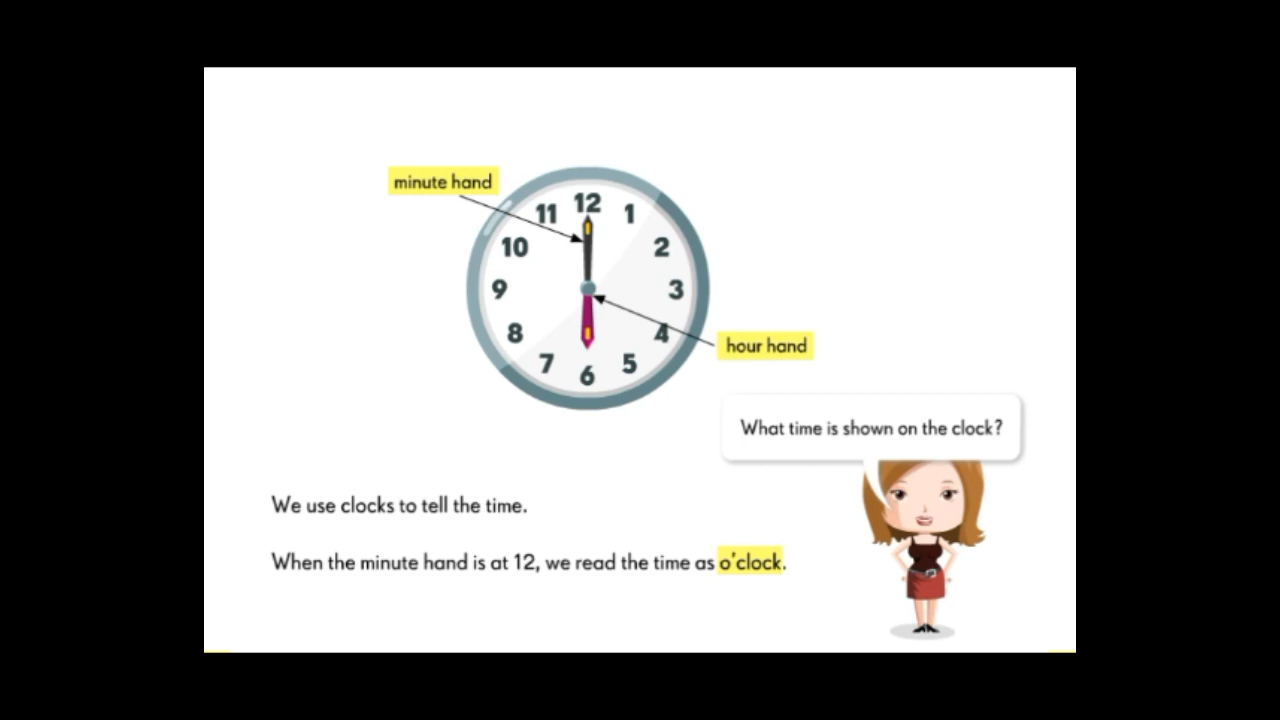 minute hand
12
11
1
10
2
9
3
8
4
7
5
6
hour hand
What time is shown on the clock?
We use clocks to tell the time.
When the minute hand is at 12, we read the time as o'clock.